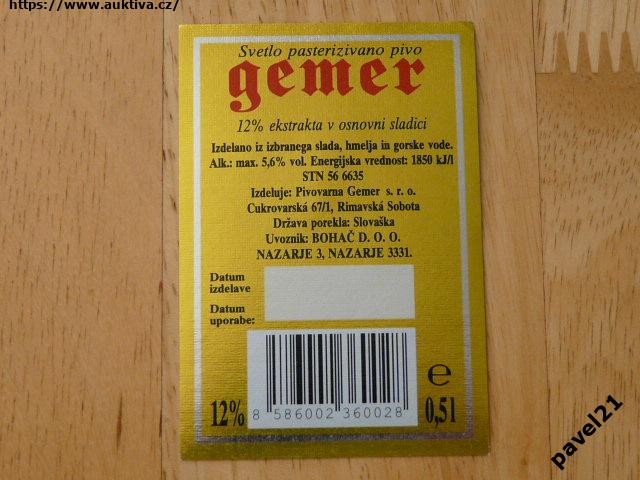 https://www.auktiva.cz/
Svetlo pasterizivano pivo
gemer
12% ekstrakta v osnovni sladici
Izdelano iz izbranega slada, hmelja in gorske vode.
Alk.: max. 5,6% vol. Energijska vrednost: 1850 kJ/l
STN 56 6635
Izdeluje: Pivovarna Gemer s. r. o.
Cukrovarská 67/1, Rimavská Sobota
Država porekla: Slovaška
Uvoznik: BOHAČ D. O. O.
NAZARJE 3, NAZARJE 3331.
Datum
izdelave
Datum
uporabe:
12%
8 586002 360028
e
0,5 l
pavel21